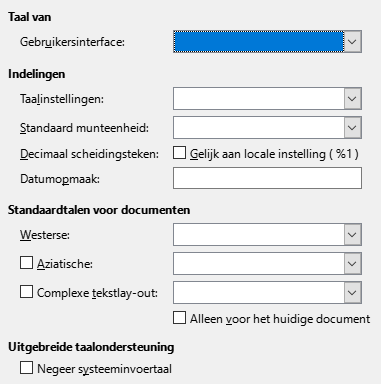 Taal van
Gebruikersinterface:
Indelingen
Taalinstellingen:
Standaard munteenheid:
Decimaal scheidingsteken: Gelijk aan locale instelling ( %1 )
Datumopmaak:
Standaardtalen voor documenten
Westerse:
Aziatische:
Complexe tekstlay-out:
Alleen voor het huidige document
Uitgebreide taalondersteuning
Negeer systeeminvoertaal